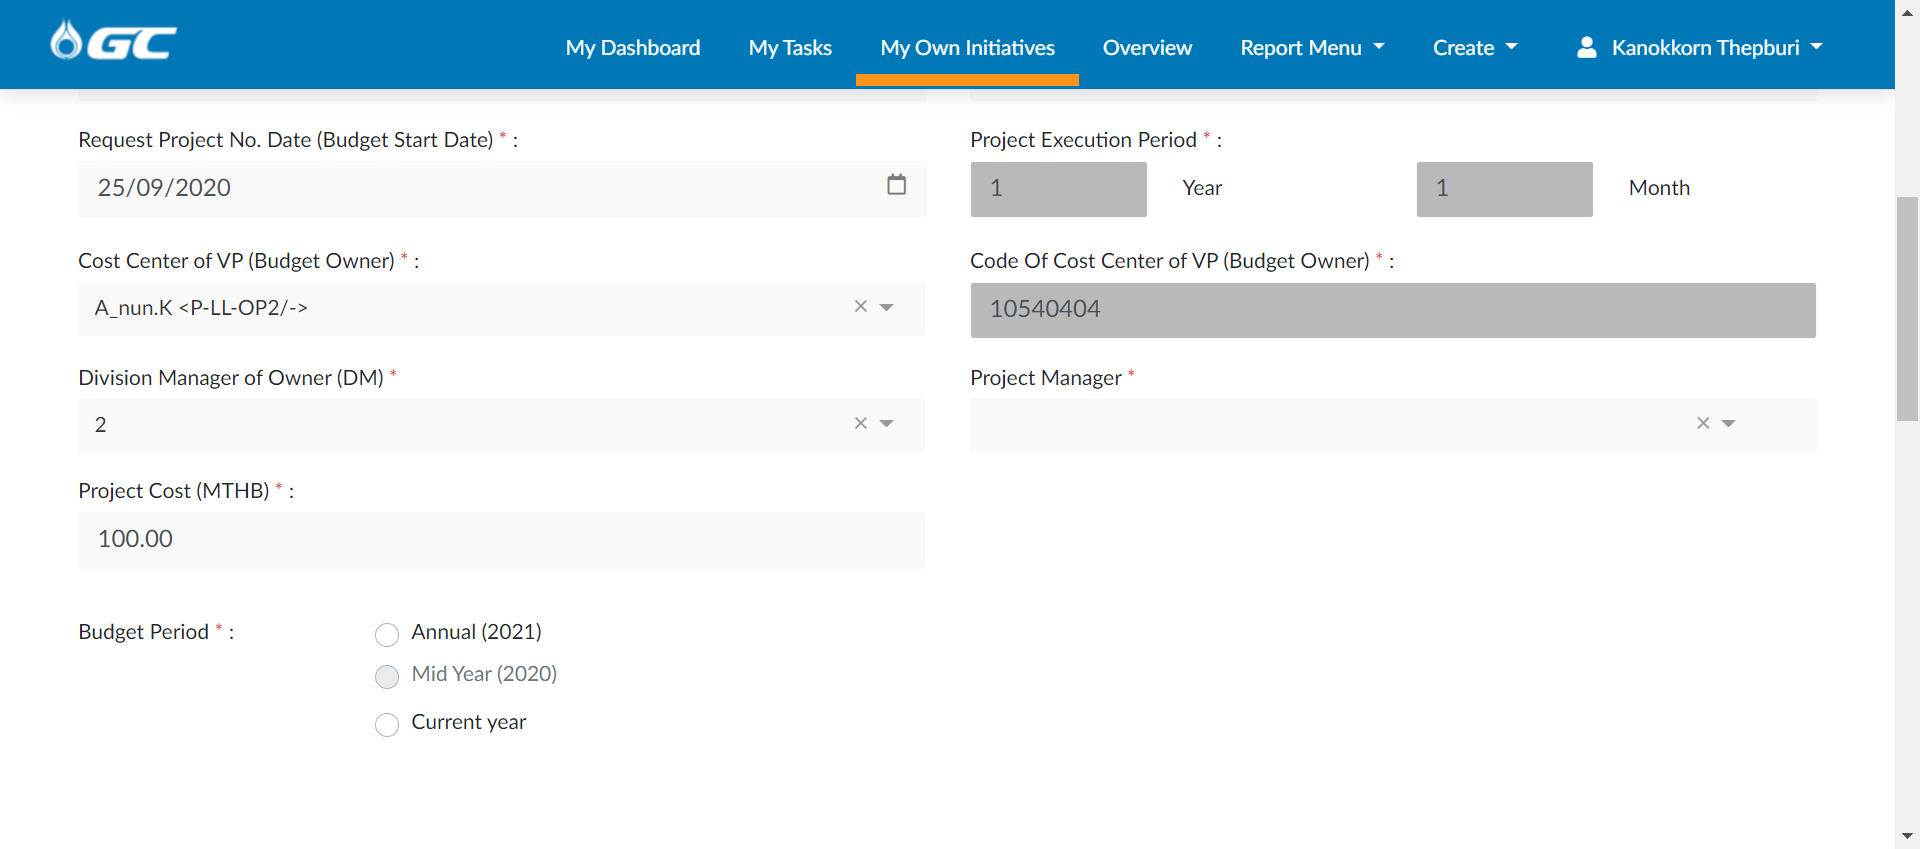 GC
My Dashboard
My Tasks
My Own Initiatives
Overview
Report Menu
Create
Kanokkorn Thepburi
Request Project No. Date (Budget Start Date) * :
25/09/2020
Project Execution Period * :
1 Year 1 Month
Cost Center of VP (Budget Owner) * :
A_nun.K <P-LL-OP2/->
Code Of Cost Center of VP (Budget Owner) * :
10540404
Division Manager of Owner (DM) *
2
Project Manager *
Project Cost (MTHB) * :
100.00
Budget Period * :
Annual (2021)
Mid Year (2020)
Current year